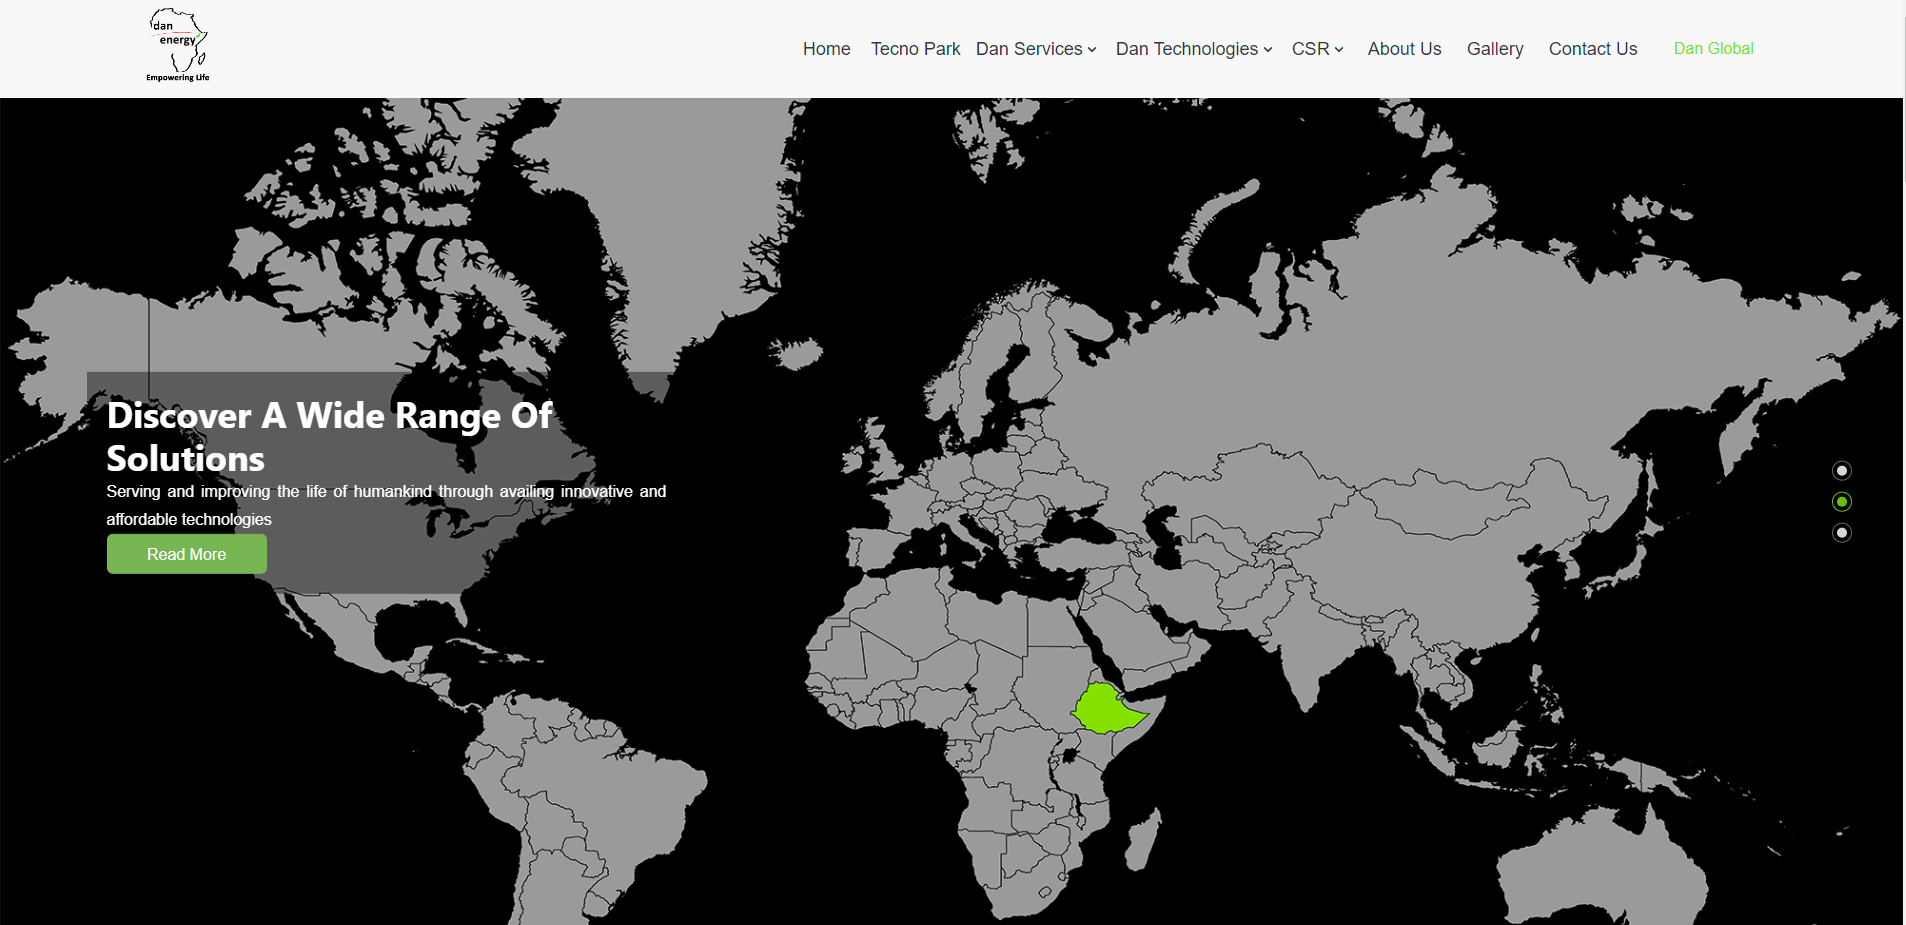 dan
energy
Empowering Life
Home Tecno Park Dan Services Dan Technologies CSR About Us Gallery Contact Us Dan Global
Discover A Wide Range Of
Solutions
Serving and improving the life of humankind through availing innovative and
affordable technologies
Read More